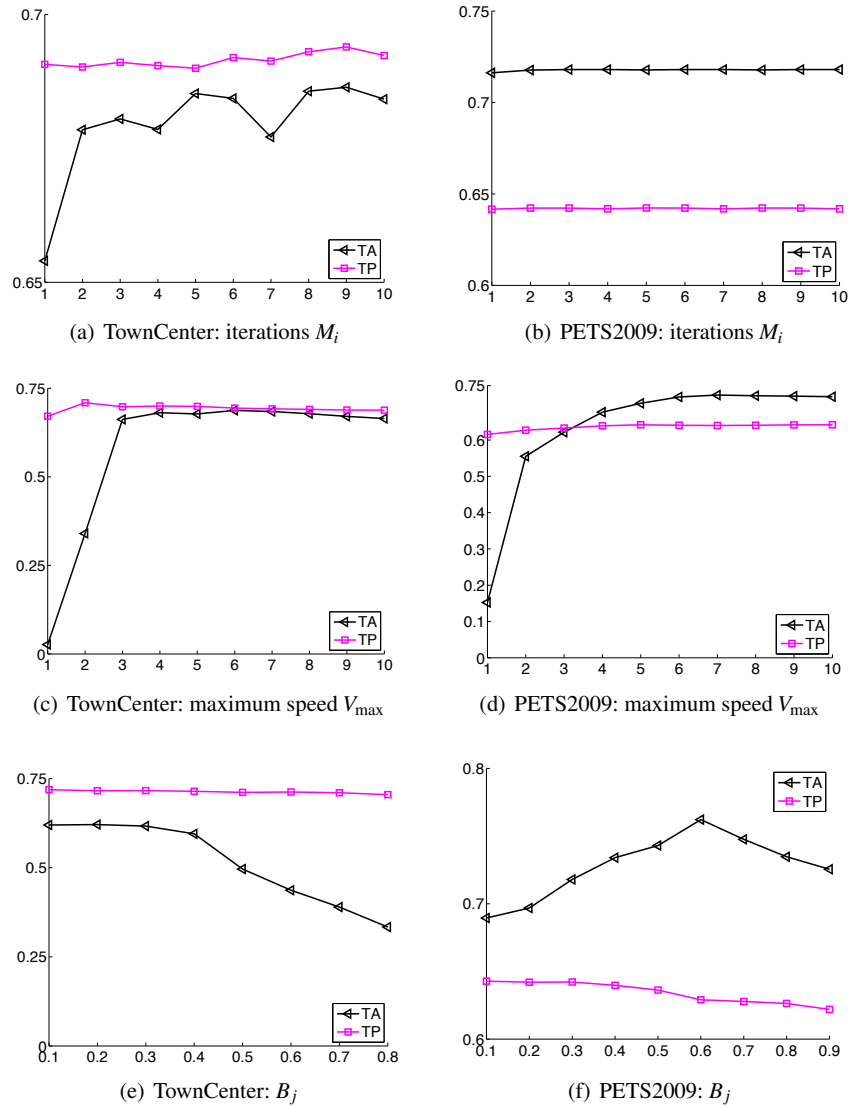 0.7
0.65
1 2 3 4 5 6 7 8 9 10
TA
TP
(a) TownCenter: iterations M_i
0.75
0.7
0.65
0.6
1 2 3 4 5 6 7 8 9 10
TA
TP
(b) PETS2009: iterations M_i
0.75
0.5
0.25
0
1 2 3 4 5 6 7 8 9 10
TA
TP
(c) TownCenter: maximum speed V_max
0.75
0.6
0.5
0.4
0.3
0.2
0.1
0
1 2 3 4 5 6 7 8 9 10
TA
TP
(d) PETS2009: maximum speed V_max
0.75
0.5
0.25
0
0.1 0.2 0.3 0.4 0.5 0.6 0.7 0.8
TA
TP
(e) TownCenter: B_j
0.8
0.7
0.6
0.1 0.2 0.3 0.4 0.5 0.6 0.7 0.8 0.9
TA
TP
(f) PETS2009: B_j